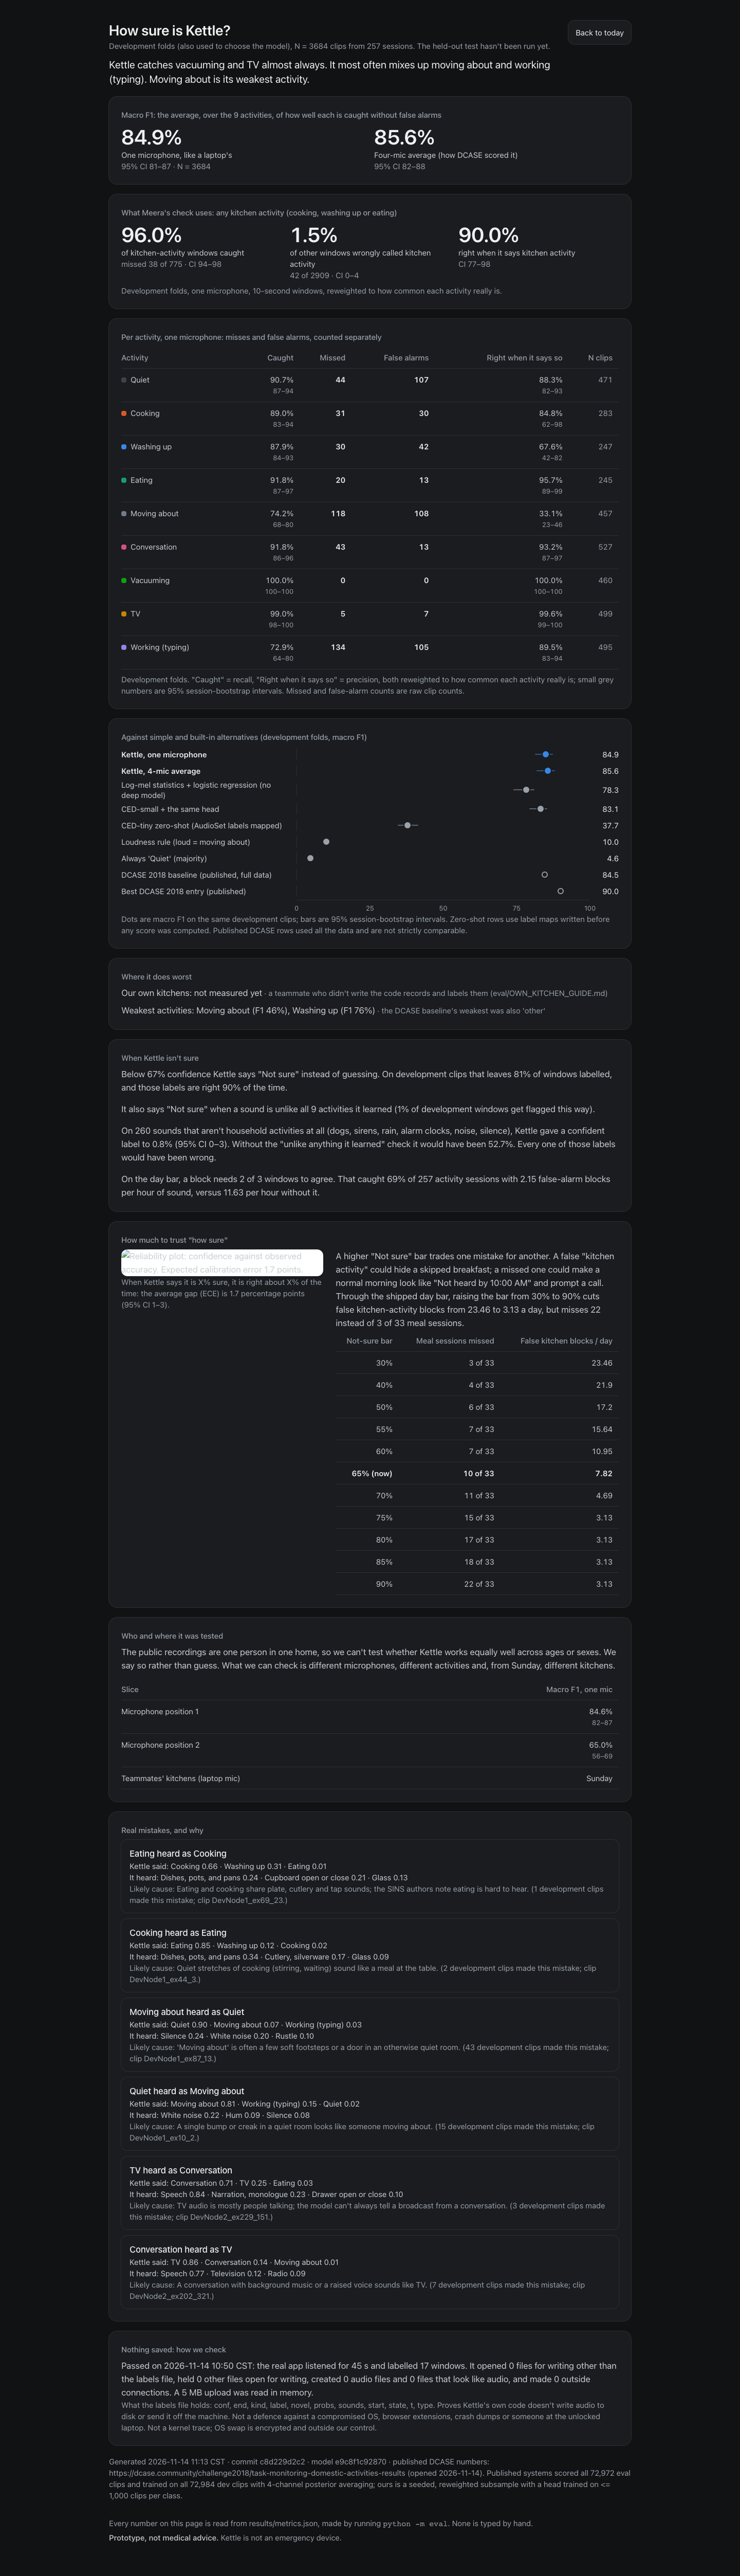 How sure is Kettle?
Back to today
Development folds (also used to choose the model), N = 3684 clips from 257 sessions. The held-out test hasn't been run yet.
Kettle catches vacuuming and TV almost always. It most often mixes up moving about and working
(typing). Moving about is its weakest activity.
Macro F1: the average, over the 9 activities, of how well each is caught without false alarms
84.9%
One microphone, like a laptop's
95% CI 81–87 · N = 3684
85.6%
Four-mic average (how DCASE scored it)
95% CI 82–88
What Meera's check uses: any kitchen activity (cooking, washing up or eating)
96.0%
of kitchen-activity windows caught
missed 38 of 775 · CI 94–98
1.5%
of other windows wrongly called kitchen
activity
42 of 2909 · CI 0–4
90.0%
right when it says kitchen activity
CI 77–98
Development folds, one microphone, 10-second windows, reweighted to how common each activity really is.
Per activity, one microphone: misses and false alarms, counted separately
Activity Caught Missed False alarms Right when it says so N clips
Quiet 90.7% 44 107 88.3% 471
87–94 82–93
Cooking 89.0% 31 30 84.8% 283
83–94 62–98
Washing up 87.9% 30 42 67.6% 247
84–93 42–82
Eating 91.8% 20 13 95.7% 245
87–97 89–99
Moving about 74.2% 118 108 33.1% 457
68–80 23–46
Conversation 91.8% 43 13 93.2% 527
86–96 87–97
Vacuuming 100.0% 0 0 100.0% 460
100–100 100–100
TV 99.0% 5 7 99.6% 499
98–100 99–100
Working (typing) 72.9% 134 105 89.5% 495
64–80 83–94
Development folds. "Caught" = recall, "Right when it says so" = precision, both reweighted to how common each activity really is; small grey
numbers are 95% session-bootstrap intervals. Missed and false-alarm counts are raw clip counts.
Against simple and built-in alternatives (development folds, macro F1)
Kettle, one microphone 84.9
Kettle, 4-mic average 85.6
Log-mel statistics + logistic regression (no
deep model) 78.3
CED-small + the same head 83.1
CED-tiny zero-shot (AudioSet labels mapped) 37.7
Loudness rule (loud = moving about) 10.0
Always 'Quiet' (majority) 4.6
DCASE 2018 baseline (published, full data) 84.5
Best DCASE 2018 entry (published) 90.0
0 25 50 75 100
Dots are macro F1 on the same development clips; bars are 95% session-bootstrap intervals. Zero-shot rows use label maps written before
any score was computed. Published DCASE rows used all the data and are not strictly comparable.
Where it does worst
Our own kitchens: not measured yet · a teammate who didn't write the code records and labels them (eval/OWN_KITCHEN_GUIDE.md)
Weakest activities: Moving about (F1 46%), Washing up (F1 76%) · the DCASE baseline's weakest was also 'other'
When Kettle isn't sure
Below 67% confidence Kettle says "Not sure" instead of guessing. On development clips that leaves 81% of windows labelled,
and those labels are right 90% of the time.
It also says "Not sure" when a sound is unlike all 9 activities it learned (1% of development windows get flagged this way).
On 260 sounds that aren't household activities at all (dogs, sirens, rain, alarm clocks, noise, silence), Kettle gave a confident
label to 0.8% (95% CI 0–3). Without the "unlike anything it learned" check it would have been 52.7%. Every one of those labels
would have been wrong.
On the day bar, a block needs 2 of 3 windows to agree. That caught 69% of 257 activity sessions with 2.15 false-alarm blocks
per hour of sound, versus 11.63 per hour without it.
How much to trust "how sure"
Reliability plot: confidence against observed
accuracy. Expected calibration error 1.7 points.
When Kettle says it is X% sure, it is right about X% of the
time: the average gap (ECE) is 1.7 percentage points
(95% CI 1–3).
A higher "Not sure" bar trades one mistake for another. A false "kitchen
activity" could hide a skipped breakfast; a missed one could make a
normal morning look like "Not heard by 10:00 AM" and prompt a call.
Through the shipped day bar, raising the bar from 30% to 90% cuts
false kitchen-activity blocks from 23.46 to 3.13 a day, but misses 22
instead of 3 of 33 meal sessions.
Not-sure bar Meal sessions missed False kitchen blocks / day
30% 3 of 33 23.46
40% 4 of 33 21.9
50% 6 of 33 17.2
55% 7 of 33 15.64
60% 7 of 33 10.95
65% (now) 10 of 33 7.82
70% 11 of 33 4.69
75% 15 of 33 3.13
80% 17 of 33 3.13
85% 18 of 33 3.13
90% 22 of 33 3.13
Who and where it was tested
The public recordings are one person in one home, so we can't test whether Kettle works equally well across ages or sexes. We
say so rather than guess. What we can check is different microphones, different activities and, from Sunday, different kitchens.
Slice Macro F1, one mic
Microphone position 1 84.6%
82–87
Microphone position 2 65.0%
56–69
Teammates' kitchens (laptop mic) Sunday
Real mistakes, and why
Eating heard as Cooking
Kettle said: Cooking 0.66 · Washing up 0.31 · Eating 0.01
It heard: Dishes, pots, and pans 0.24 · Cupboard open or close 0.21 · Glass 0.13
Likely cause: Eating and cooking share plate, cutlery and tap sounds; the SINS authors note eating is hard to hear. (1 development clips
made this mistake; clip DevNode1_ex69_23.)
Cooking heard as Eating
Kettle said: Eating 0.85 · Washing up 0.12 · Cooking 0.02
It heard: Dishes, pots, and pans 0.34 · Cutlery, silverware 0.17 · Glass 0.09
Likely cause: Quiet stretches of cooking (stirring, waiting) sound like a meal at the table. (2 development clips made this mistake; clip
DevNode1_ex44_3.)
Moving about heard as Quiet
Kettle said: Quiet 0.90 · Moving about 0.07 · Working (typing) 0.03
It heard: Silence 0.24 · White noise 0.20 · Rustle 0.10
Likely cause: 'Moving about' is often a few soft footsteps or a door in an otherwise quiet room. (43 development clips made this mistake;
clip DevNode1_ex87_13.)
Quiet heard as Moving about
Kettle said: Moving about 0.81 · Working (typing) 0.15 · Quiet 0.02
It heard: White noise 0.22 · Hum 0.09 · Silence 0.08
Likely cause: A single bump or creak in a quiet room looks like someone moving about. (15 development clips made this mistake; clip
DevNode1_ex10_2.)
TV heard as Conversation
Kettle said: Conversation 0.71 · TV 0.25 · Eating 0.03
It heard: Speech 0.84 · Narration, monologue 0.23 · Drawer open or close 0.10
Likely cause: TV audio is mostly people talking; the model can't always tell a broadcast from a conversation. (3 development clips made
this mistake; clip DevNode2_ex229_151.)
Conversation heard as TV
Kettle said: TV 0.86 · Conversation 0.14 · Moving about 0.01
It heard: Speech 0.77 · Television 0.12 · Radio 0.09
Likely cause: A conversation with background music or a raised voice sounds like TV. (7 development clips made this mistake; clip
DevNode2_ex202_321.)
Nothing saved: how we check
Passed on 2026-11-14 10:50 CST: the real app listened for 45 s and labelled 17 windows. It opened 0 files for writing other than
the labels file, held 0 other files open for writing, created 0 audio files and 0 files that look like audio, and made 0 outside
connections. A 5 MB upload was read in memory.
What the labels file holds: conf, end, kind, label, novel, probs, sounds, start, state, t, type. Proves Kettle's own code doesn't write audio to
disk or send it off the machine. Not a defence against a compromised OS, browser extensions, crash dumps or someone at the unlocked
laptop. Not a kernel trace; OS swap is encrypted and outside our control.
Generated 2026-11-14 11:13 CST · commit c8d229d2c2 · model e9c8f1c92870 · published DCASE numbers:
https://dcase.community/challenge2018/task-monitoring-domestic-activities-results (opened 2026-11-14). Published systems scored all 72,972 eval
clips and trained on all 72,984 dev clips with 4-channel posterior averaging; ours is a seeded, reweighted subsample with a head trained on <=
1,000 clips per class.
Every number on this page is read from results/metrics.json, made by running python -m eval. None is typed by hand.
Prototype, not medical advice. Kettle is not an emergency device.